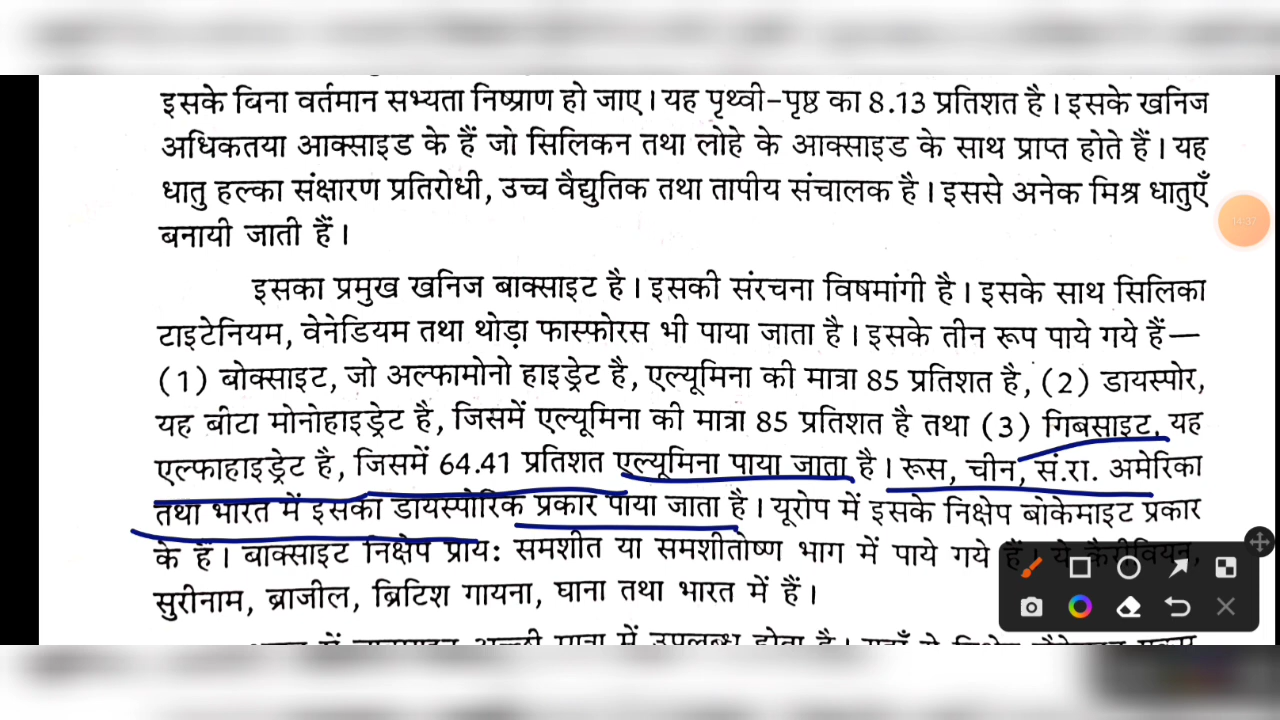 इसके बिना वर्तमान सभ्यता निष्प्राण हो जाए। यह पृथ्वी-पृष्ठ का 8.13 प्रतिशत है। इसके खनिज
अधिकतया आक्साइड के हैं जो सिलिकन तथा लोहे के आक्साइड के साथ प्राप्त होते हैं। यह
धातु हल्का संक्षारण प्रतिरोधी, उच्च वैद्युतिक तथा तापीय संचालक है। इससे अनेक मिश्र धातुएँ
बनायी जाती हैं।
इसका प्रमुख खनिज बाक्साइट है। इसकी संरचना विषमांगी है। इसके साथ सिलिका
टाइटेनियम, वेनेडियम तथा थोड़ा फास्फोरस भी पाया जाता है। इसके तीन रूप पाये गये हैं—
(1) बोक्साइट, जो अल्फामोनो हाइड्रेट है, एल्यूमिना की मात्रा 85 प्रतिशत है, (2) डायस्पोर,
यह बीटा मोनोहाइड्रेट है, जिसमें एल्यूमिना की मात्रा 85 प्रतिशत है तथा (3) गिबसाइट, यह
एल्फाहाइड्रेट है, जिसमें 64.41 प्रतिशत एल्यूमिना पाया जाता है। रूस, चीन, सं.रा. अमेरिका
तथा भारत में इसका डायस्पोरिक प्रकार पाया जाता है। यूरोप में इसके निक्षेप बोकेमाइट प्रकार
के हैं। बाक्साइट निक्षेप प्राय: समशीत या समशीतोष्ण भाग में पाये गये हैं। ये कैरीवियन,
सुरीनाम, ब्राजील, ब्रिटिश गायना, घाना तथा भारत में हैं।